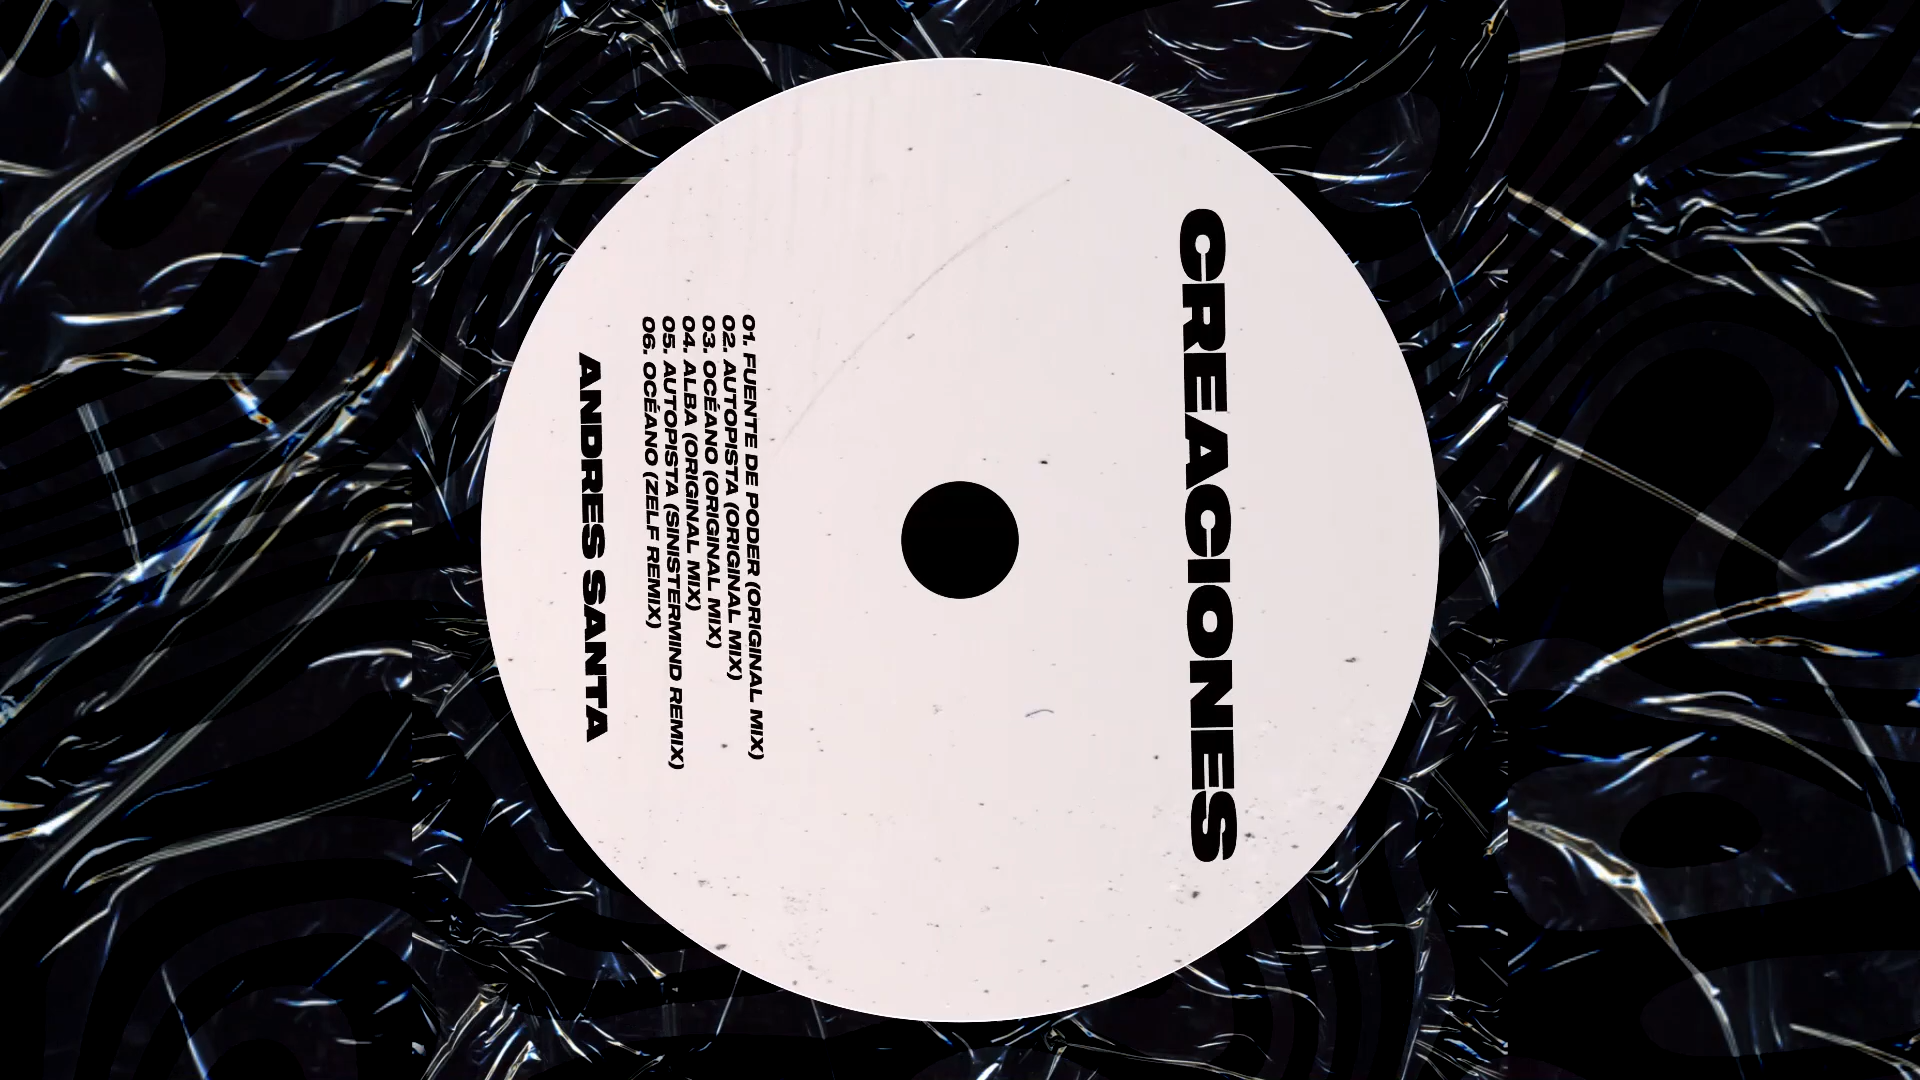 CREACIONES
01. FUENTE DE PODER (ORIGINAL MIX)
02. AUTOPISTA (ORIGINAL MIX)
03. OCÉANO (ORIGINAL MIX)
04. ALBA (ORIGINAL MIX)
05. AUTOPISTA (SINISTERMIND REMIX)
06. OCÉANO (ZELF REMIX)
ANDRES SANTA